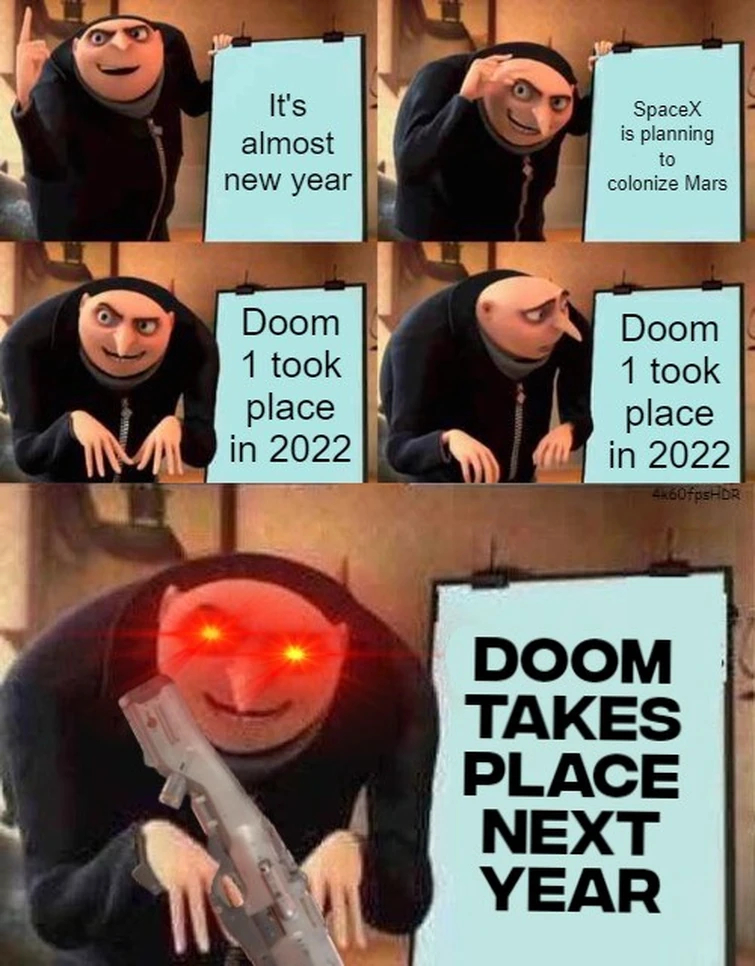 It's
almost
new year
SpaceX
is planning
to
colonize Mars
Doom
1 took
place
in 2022
Doom
1 took
place
in 2022
4k60fpsHDR
DOOM
TAKES
PLACE
NEXT
YEAR